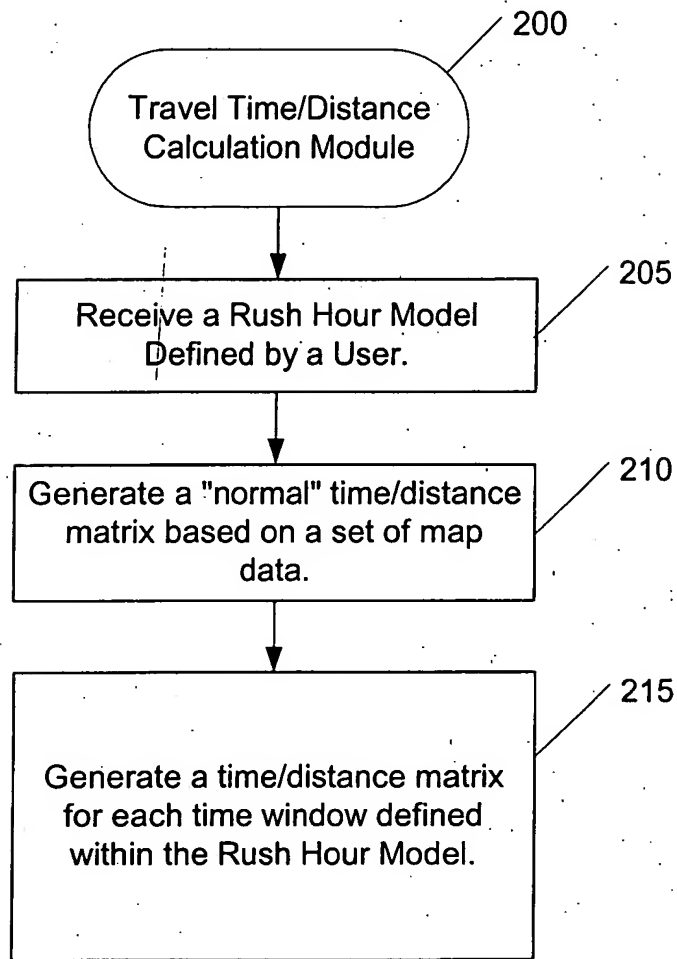 200
Travel Time/Distance
Calculation Module
205
Receive a Rush Hour Model
Defined by a User.
210
Generate a "normal" time/distance
matrix based on a set of map
data.
215
Generate a time/distance matrix
for each time window defined
within the Rush Hour Model.